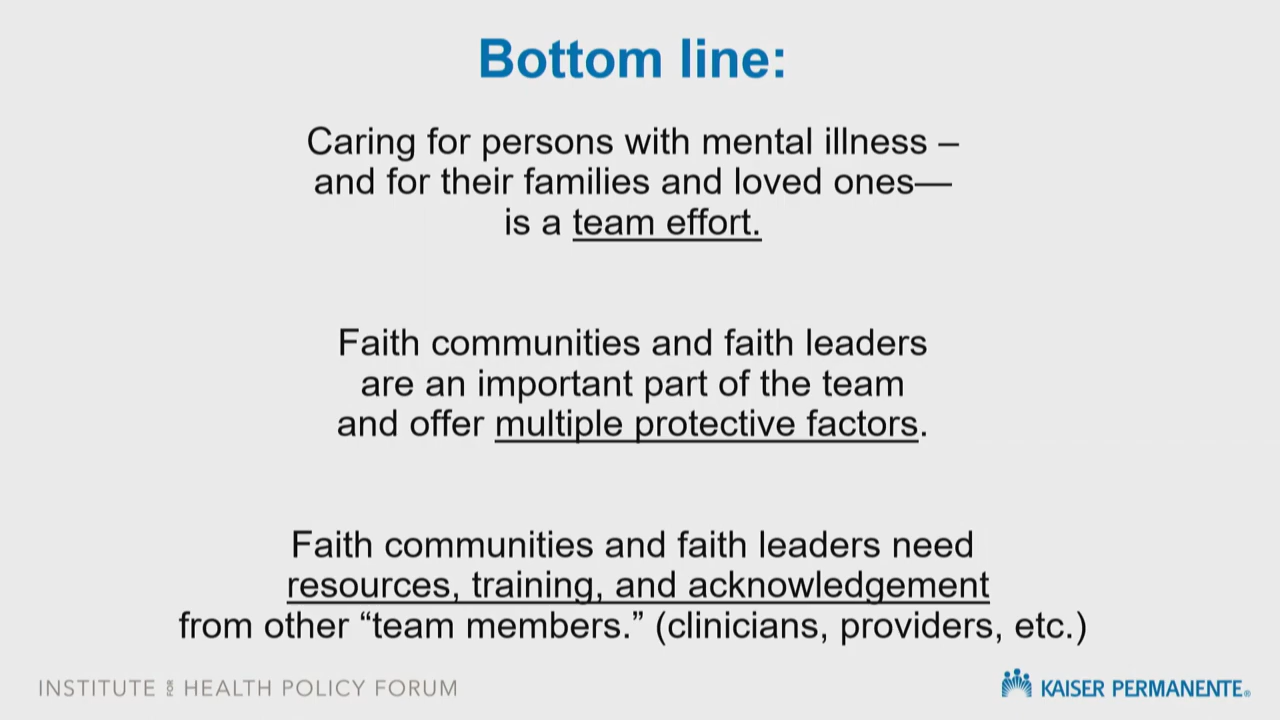 Bottom line:
Caring for persons with mental illness –
and for their families and loved ones—
is a team effort.
Faith communities and faith leaders
are an important part of the team
and offer multiple protective factors.
Faith communities and faith leaders need
resources, training, and acknowledgement
from other “team members.” (clinicians, providers, etc.)
INSTITUTE FOR HEALTH POLICY FORUM
KAISER PERMANENTE®